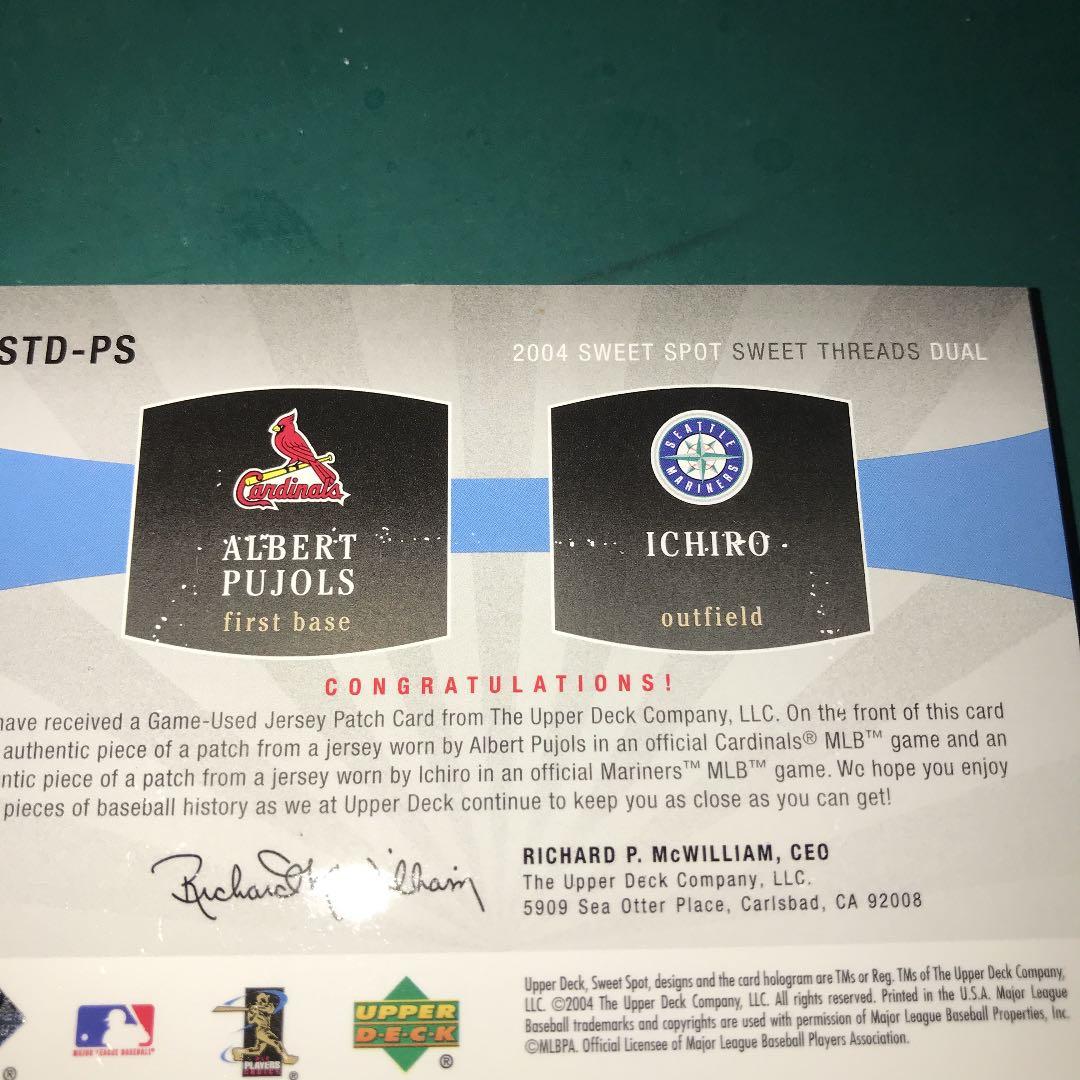 STD-PS
2004 SWEET SPOT SWEET THREADS DUAL
Cardinals
SEATTLE MARINERS
ALBERT
PUJOLS
first base
ICHIRO
outfield
CONGRATULATIONS!
have received a Game-Used Jersey Patch Card from The Upper Deck Company, LLC. On the front of this card
authentic piece of a patch from a jersey worn by Albert Pujols in an official Cardinals® MLB™ game and an
ntic piece of a patch from a jersey worn by Ichiro in an official Mariners™ MLB™ game. We hope you enjoy
pieces of baseball history as we at Upper Deck continue to keep you as close as you can get!
Richard McWilliam
RICHARD P. McWILLIAM, CEO
The Upper Deck Company, LLC.
5909 Sea Otter Place, Carlsbad, CA 92008
MAJOR LEAGUE BASEBALL®
PLAYERS
CHOICE
®
UPPER
D·E·C·K
®
®
Upper Deck, Sweet Spot, designs and the card hologram are TMs or Reg. TMs of The Upper Deck Company,
LLC. ©2004 The Upper Deck Company, LLC. All rights reserved. Printed in the U.S.A. Major League
Baseball trademarks and copyrights are used with permission of Major League Baseball Properties, Inc.
©MLBPA. Official Licensee of Major League Baseball Players Association.